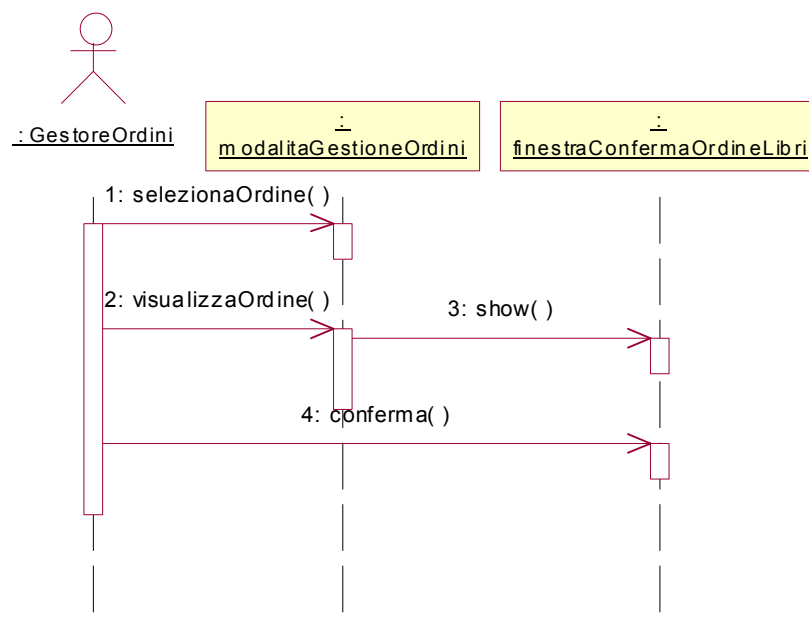 : GestoreOrdini
:
modalitaGestioneOrdini
:
finestraConfermaOrdineLibri
1: selezionaOrdine( )
2: visualizzaOrdine( )
3: show( )
4: conferma( )